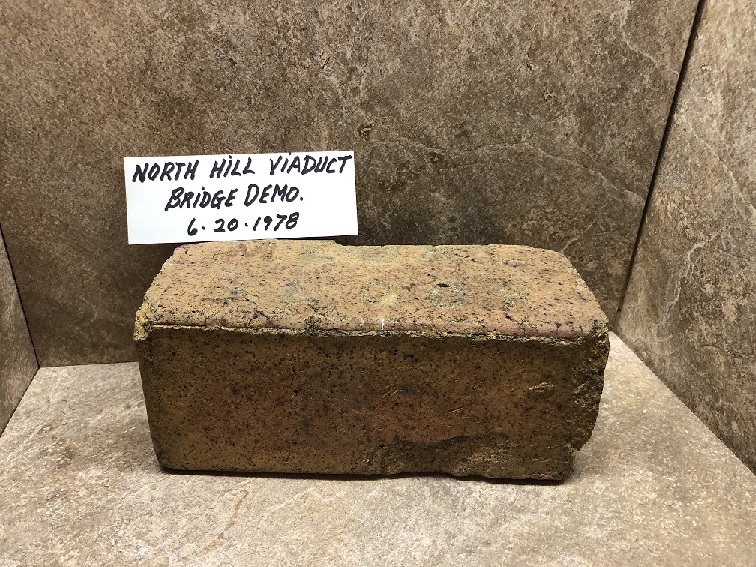 NORTH HiLL ViADUCT
BRiDGE DEMO.
6.20.1978